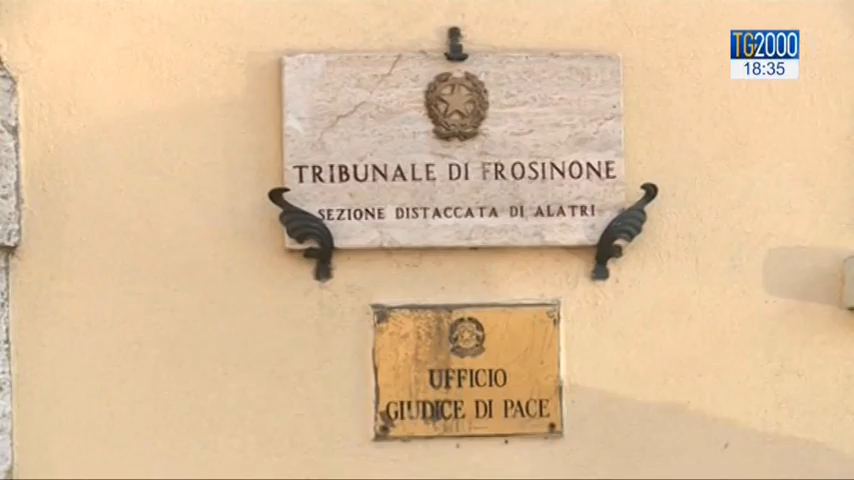 TG2000
18:35
TRIBUNALE DI FROSINONE
SEZIONE DISTACCATA DI ALATRI
UFFICIO
GIUDICE DI PACE